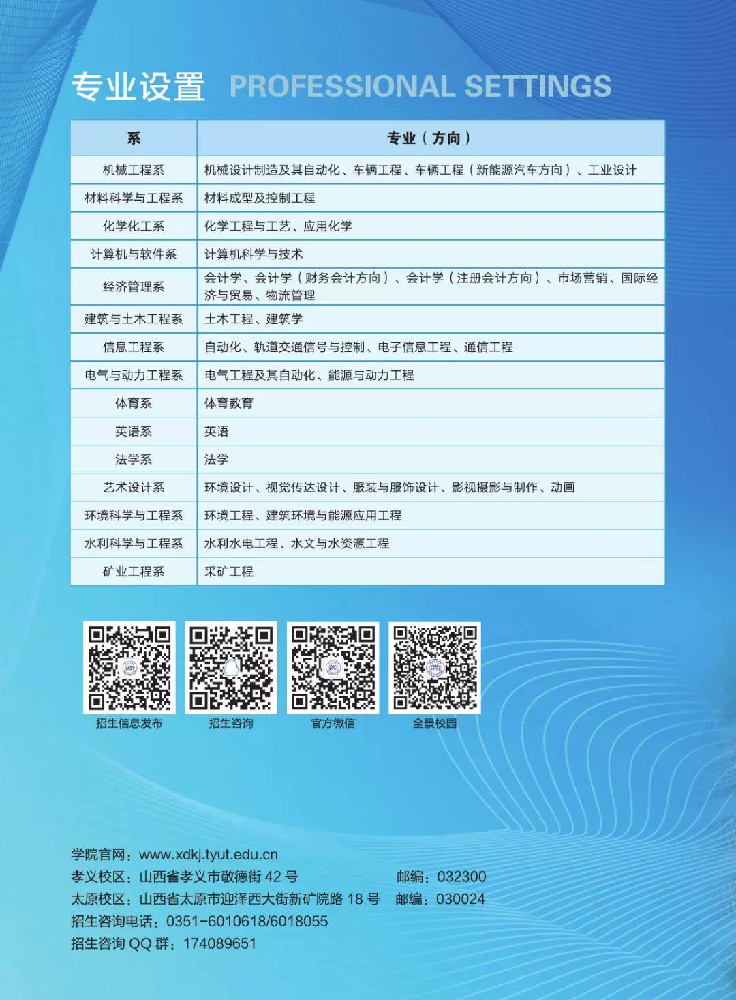 专业设置 PROFESSIONAL SETTINGS
系 专业（方向）
机械工程系 机械设计制造及其自动化、车辆工程、车辆工程（新能源汽车方向）、工业设计
材料科学与工程系 材料成型及控制工程
化学化工系 化学工程与工艺、应用化学
计算机与软件系 计算机科学与技术
经济管理系 会计学、会计学（财务会计方向）、会计学（注册会计方向）、市场营销、国际经
济与贸易、物流管理
建筑与土木工程系 土木工程、建筑学
信息工程系 自动化、轨道交通信号与控制、电子信息工程、通信工程
电气与动力工程系 电气工程及其自动化、能源与动力工程
体育系 体育教育
英语系 英语
法学系 法学
艺术设计系 环境设计、视觉传达设计、服装与服饰设计、影视摄影与制作、动画
环境科学与工程系 环境工程、建筑环境与能源应用工程
水利科学与工程系 水利水电工程、水文与水资源工程
矿业工程系 采矿工程
招生信息发布 招生咨询 官方微信 全景校园
学院官网：www.xdkj.tyut.edu.cn
孝义校区：山西省孝义市敬德街 42 号 邮编：032300
太原校区：山西省太原市迎泽西大街新矿院路 18 号 邮编：030024
招生咨询电话：0351-6010618/6018055
招生咨询 QQ 群：174089651